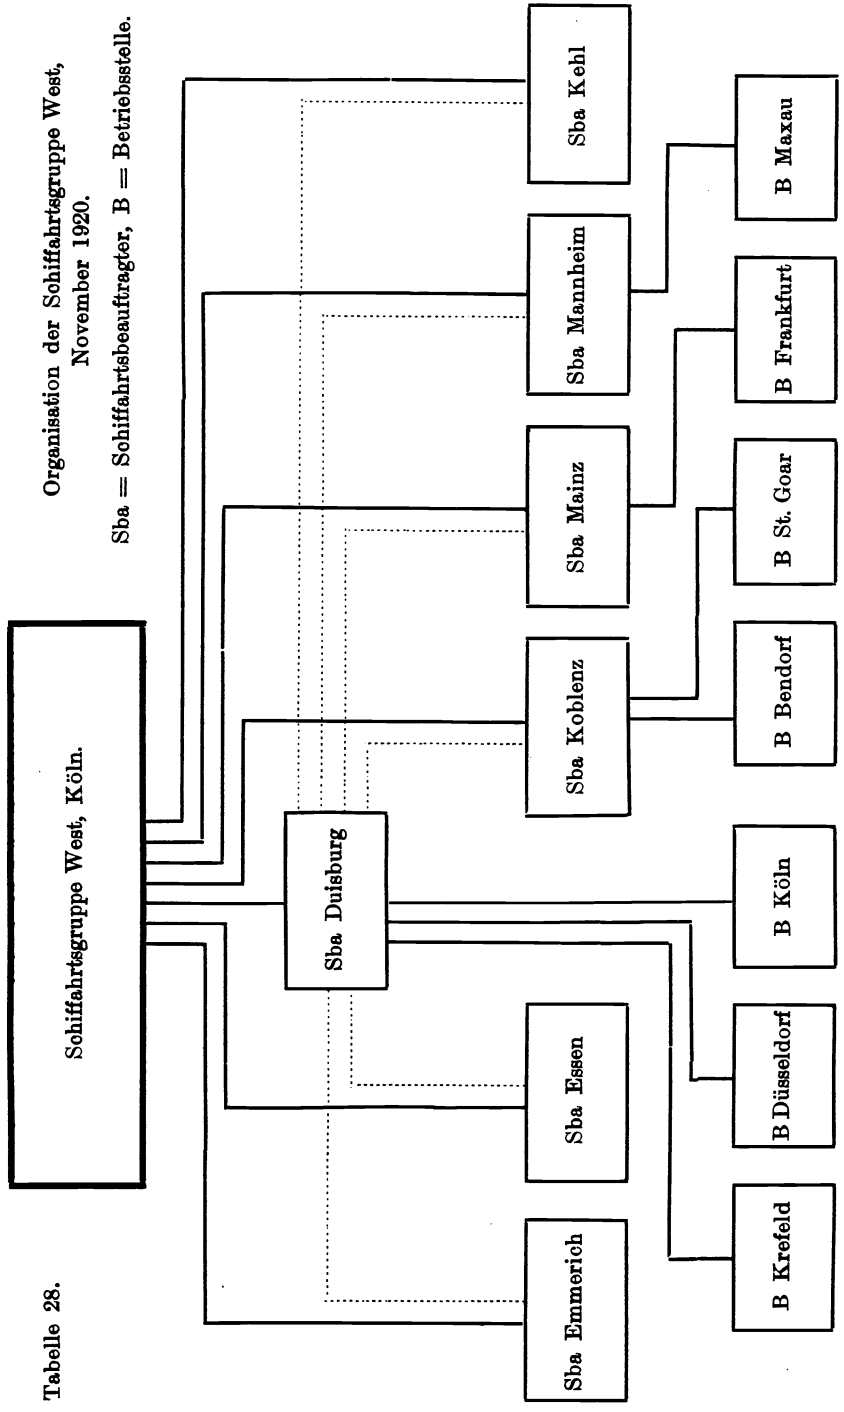 Tabelle 28.
Organisation der Schiffahrtsgruppe West,
November 1920.
Sba = Schiffahrtsbeauftragter, B = Betriebsstelle.
Schiffahrtsgruppe West, Köln.
Sba Duisburg
Sba Emmerich
Sba Essen
Sba Koblenz
Sba Mainz
Sba Mannheim
Sba Kehl
B Krefeld
B Düsseldorf
B Köln
B Bendorf
B St. Goar
B Frankfurt
B Maxau